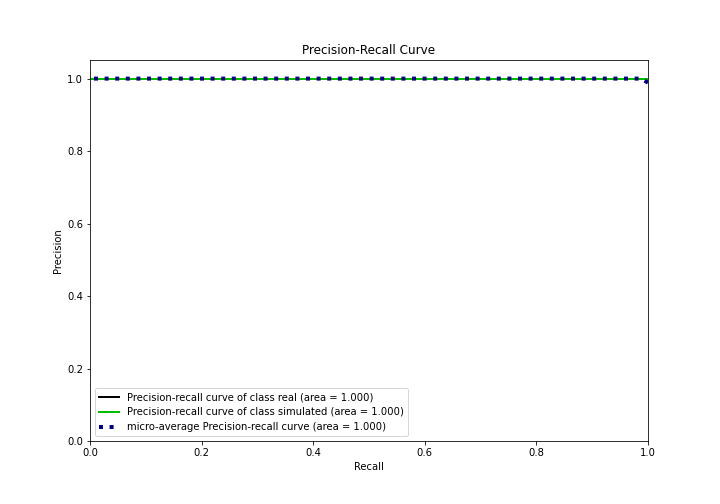 Precision-Recall Curve
1.0
0.8
0.6
0.4
0.2
0.0
Precision
Precision-recall curve of class real (area = 1.000)
Precision-recall curve of class simulated (area = 1.000)
micro-average Precision-recall curve (area = 1.000)
0.0 0.2 0.4 0.6 0.8 1.0
Recall